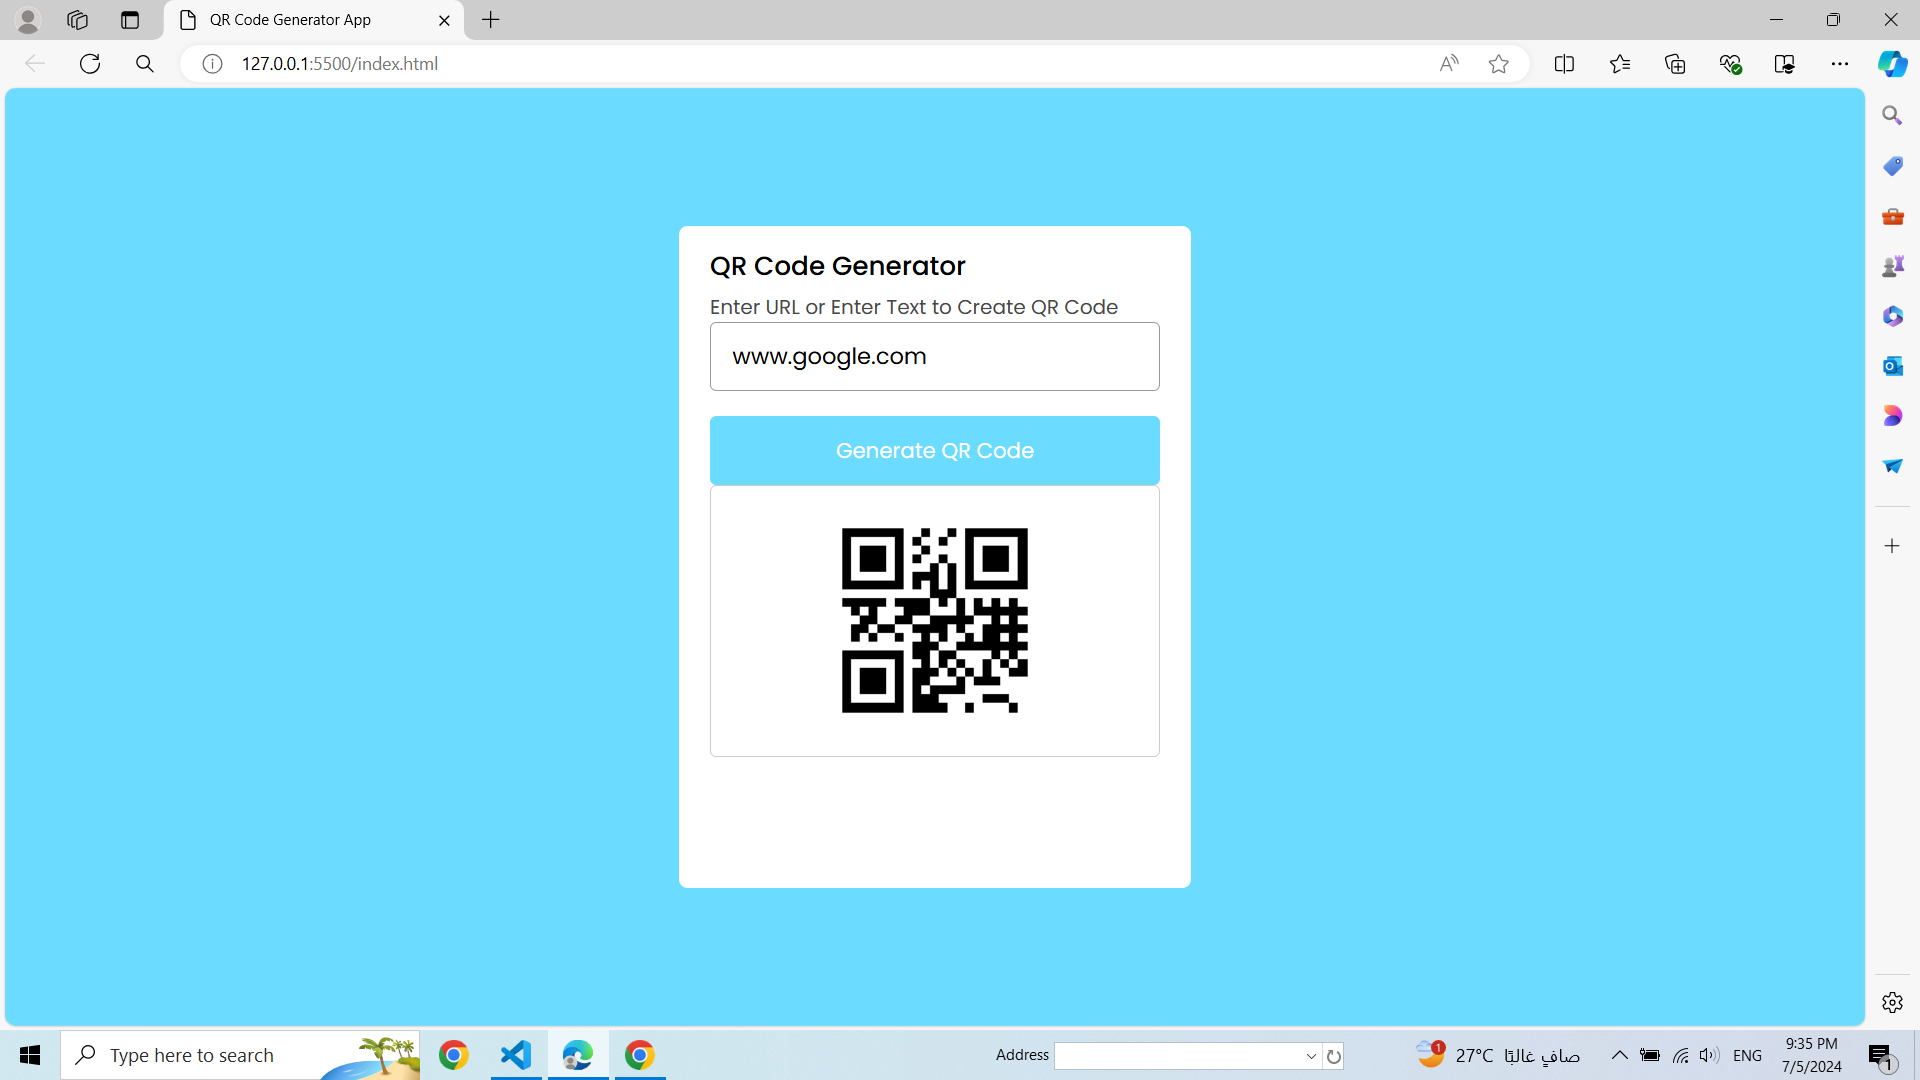 QR Code Generator App
127.0.0.1:5500/index.html
QR Code Generator
Enter URL or Enter Text to Create QR Code
www.google.com
Generate QR Code
Type here to search
Address
1
27°C صافٍ غالبًا
ENG
9:35 PM
7/5/2024
1